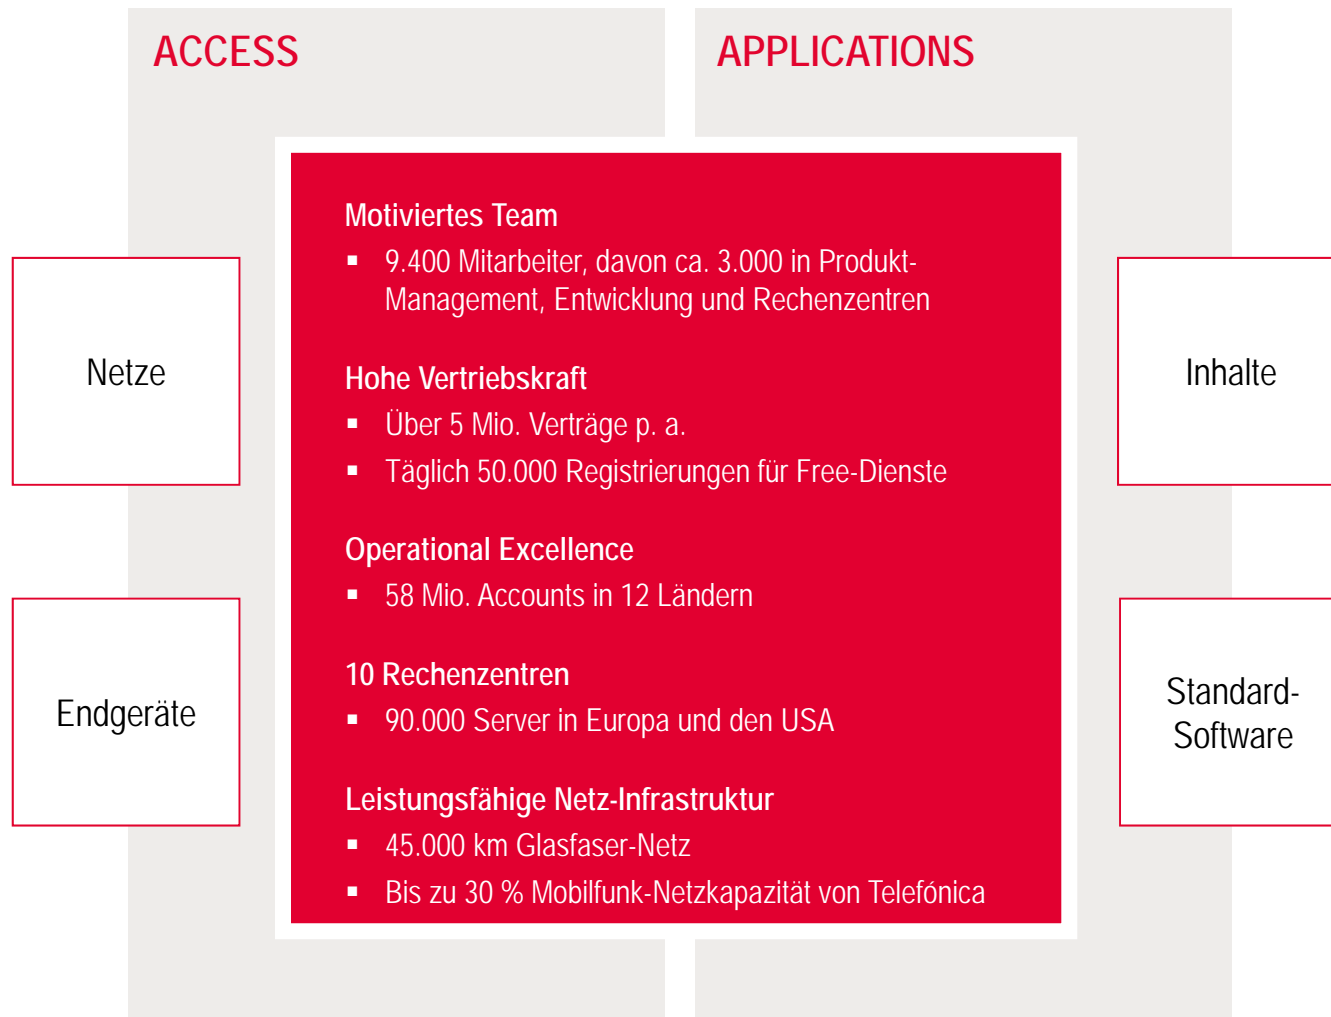 ACCESS
APPLICATIONS
Motiviertes Team
▪ 9.400 Mitarbeiter, davon ca. 3.000 in Produkt-
Management, Entwicklung und Rechenzentren
Hohe Vertriebskraft
▪ Über 5 Mio. Verträge p. a.
▪ Täglich 50.000 Registrierungen für Free-Dienste
Operational Excellence
▪ 58 Mio. Accounts in 12 Ländern
10 Rechenzentren
▪ 90.000 Server in Europa und den USA
Leistungsfähige Netz-Infrastruktur
▪ 45.000 km Glasfaser-Netz
▪ Bis zu 30 % Mobilfunk-Netzkapazität von Telefónica
Netze
Endgeräte
Inhalte
Standard-
Software